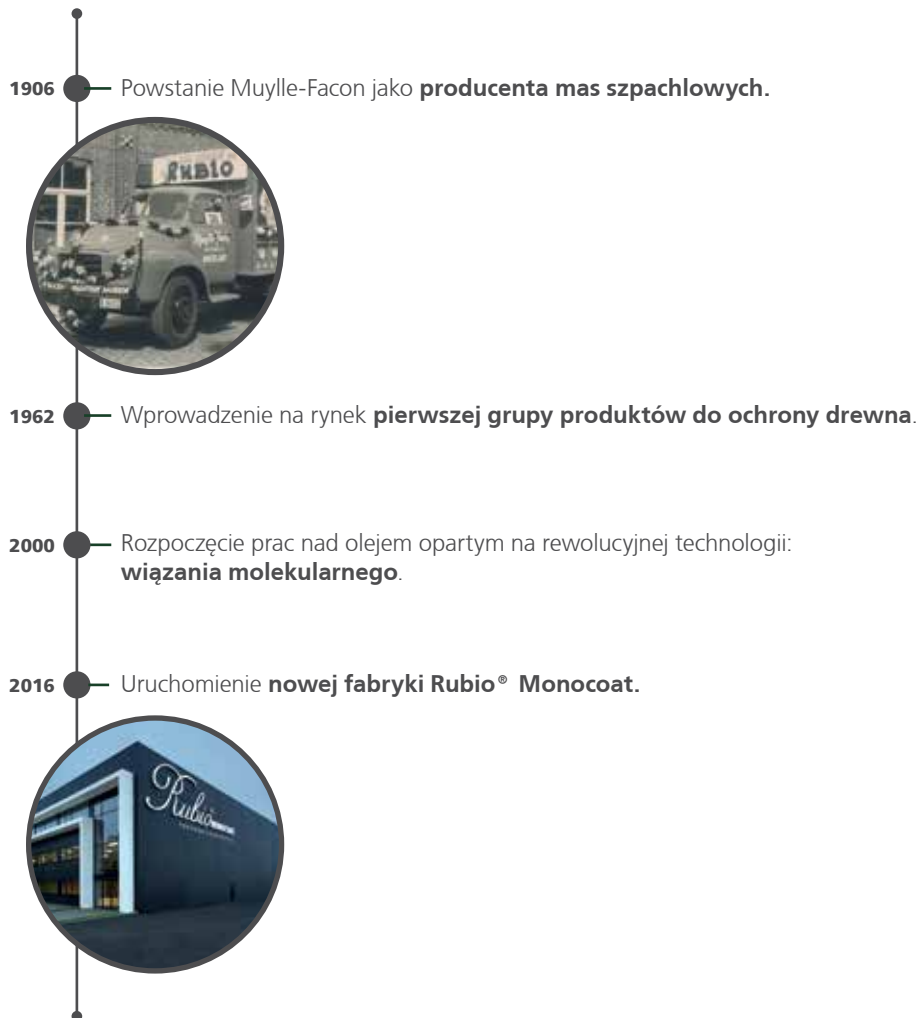 1906
Powstanie Muylle-Facon jako producenta mas szpachlowych.
RUBIO
1962
Wprowadzenie na rynek pierwszej grupy produktów do ochrony drewna.
2000
Rozpoczęcie prac nad olejem opartym na rewolucyjnej technologii:
wiązania molekularnego.
2016
Uruchomienie nowej fabryki Rubio® Monocoat.
Rubio